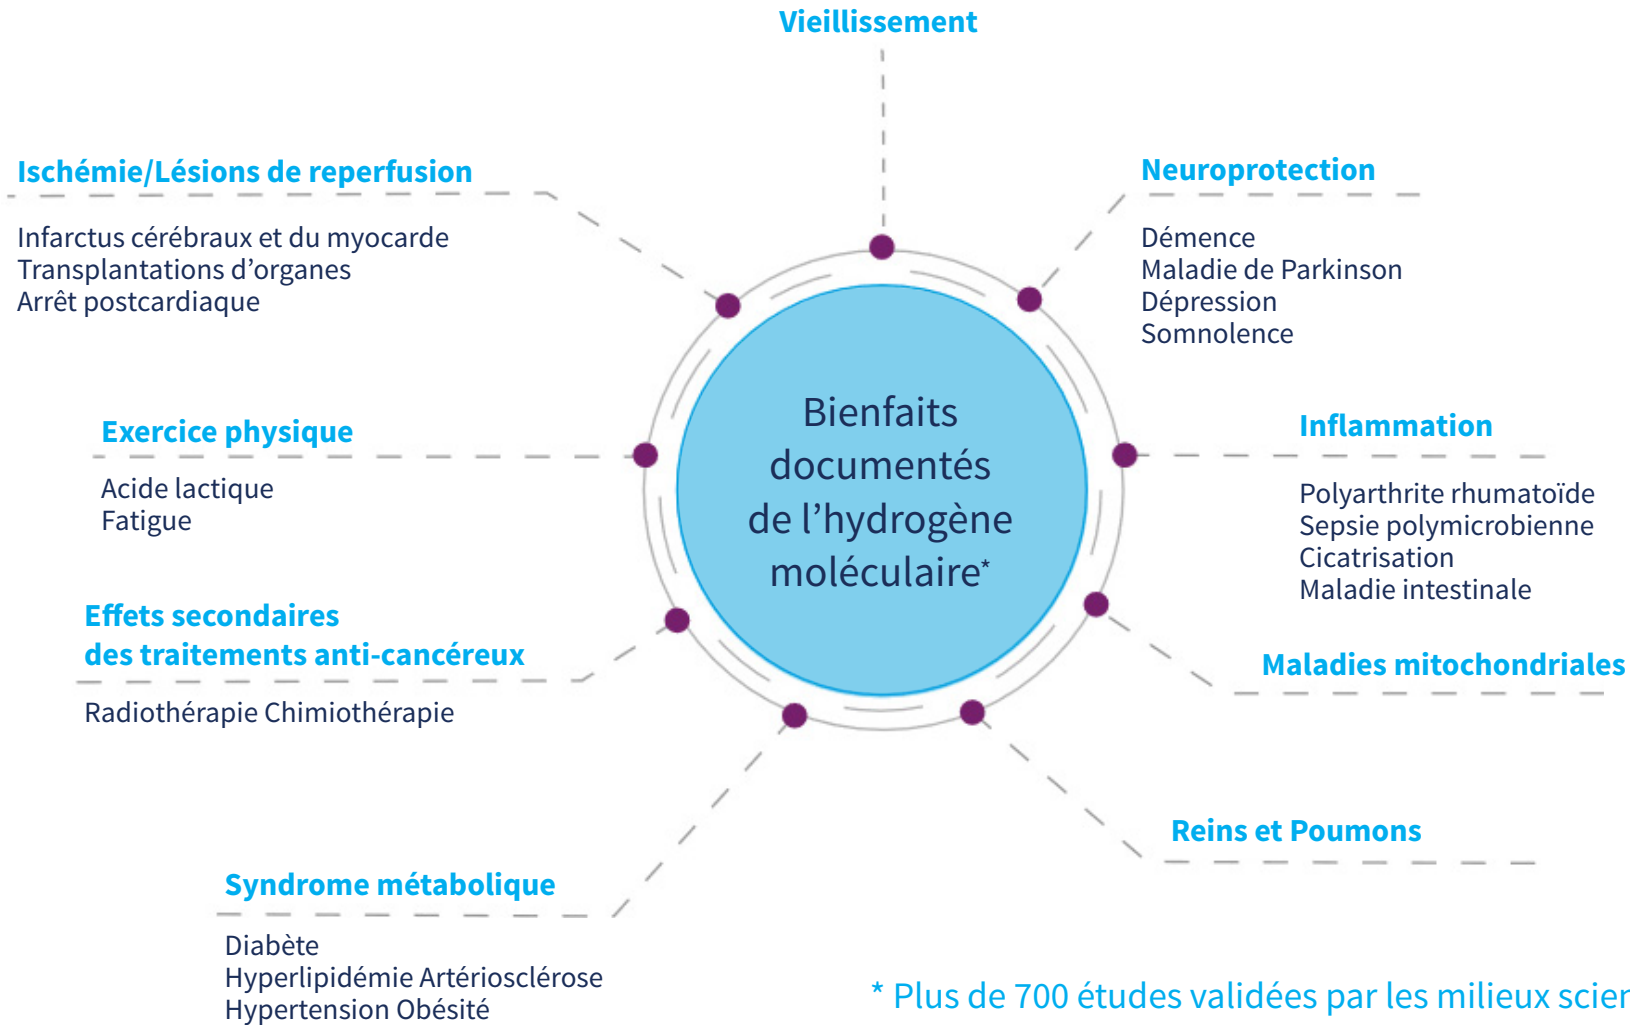 Vieillissement
Ischémie/Lésions de reperfusion
Infarctus cérébraux et du myocarde
Transplantations d’organes
Arrêt postcardiaque
Neuroprotection
Démence
Maladie de Parkinson
Dépression
Somnolence
Exercice physique
Acide lactique
Fatigue
Bienfaits
documentés
de l’hydrogène
moléculaire*
Inflammation
Polyarthrite rhumatoïde
Sepsie polymicrobienne
Cicatrisation
Maladie intestinale
Effets secondaires
des traitements anti-cancéreux
Radiothérapie Chimiothérapie
Maladies mitochondriales
Reins et Poumons
Syndrome métabolique
Diabète
Hyperlipidémie Artériosclérose
Hypertension Obésité
* Plus de 700 études validées par les milieux